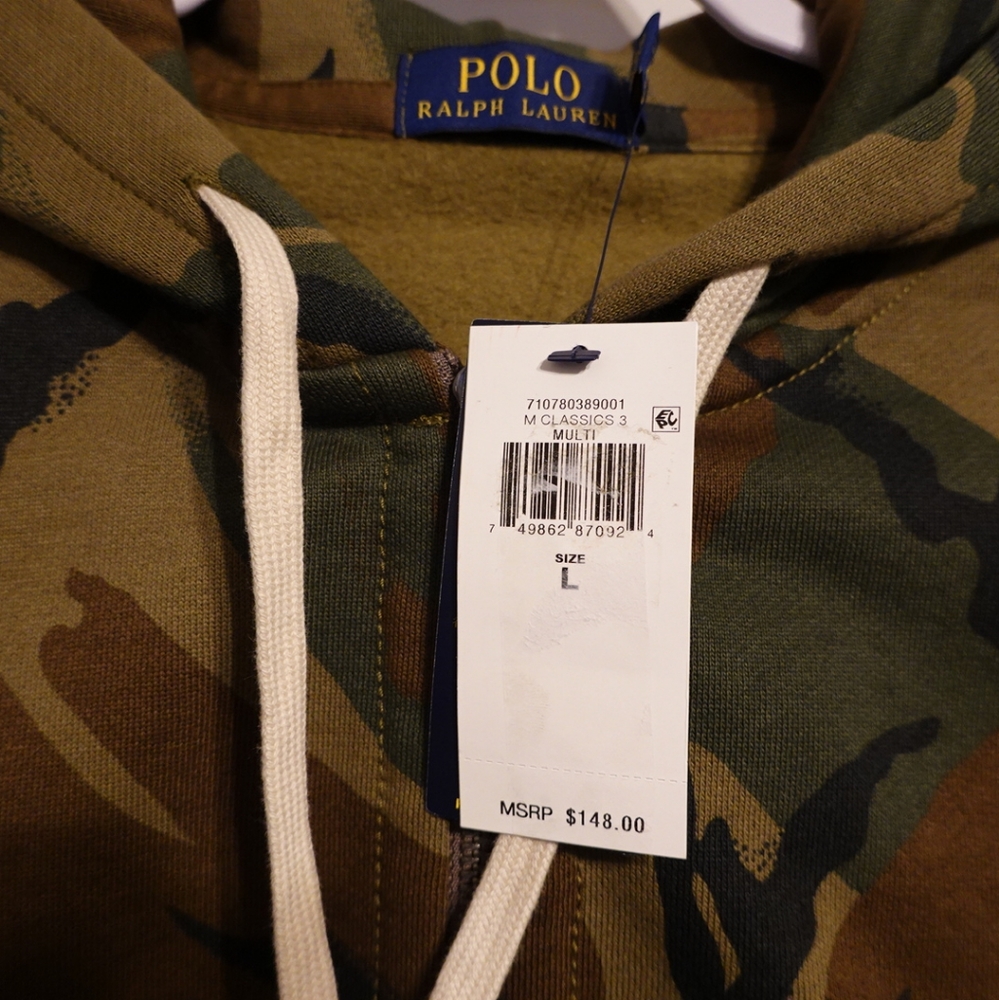 POLO
RALPH LAUREN
710780389001
M CLASSICS 3
MULTI
7 49862 87092 4
SIZE
L
MSRP $148.00